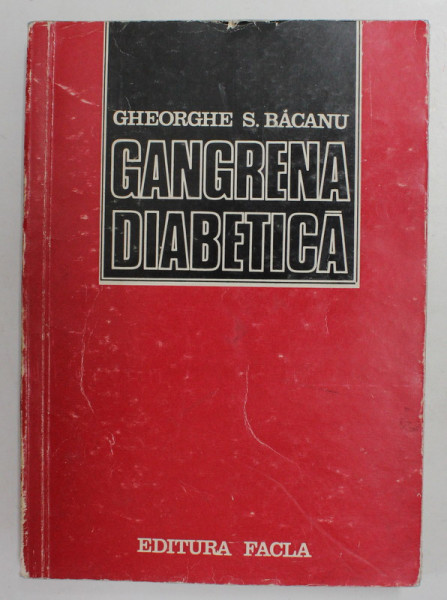 GHEORGHE S. BĂCANU
GANGRENA
DIABETICĂ
EDITURA FACLA